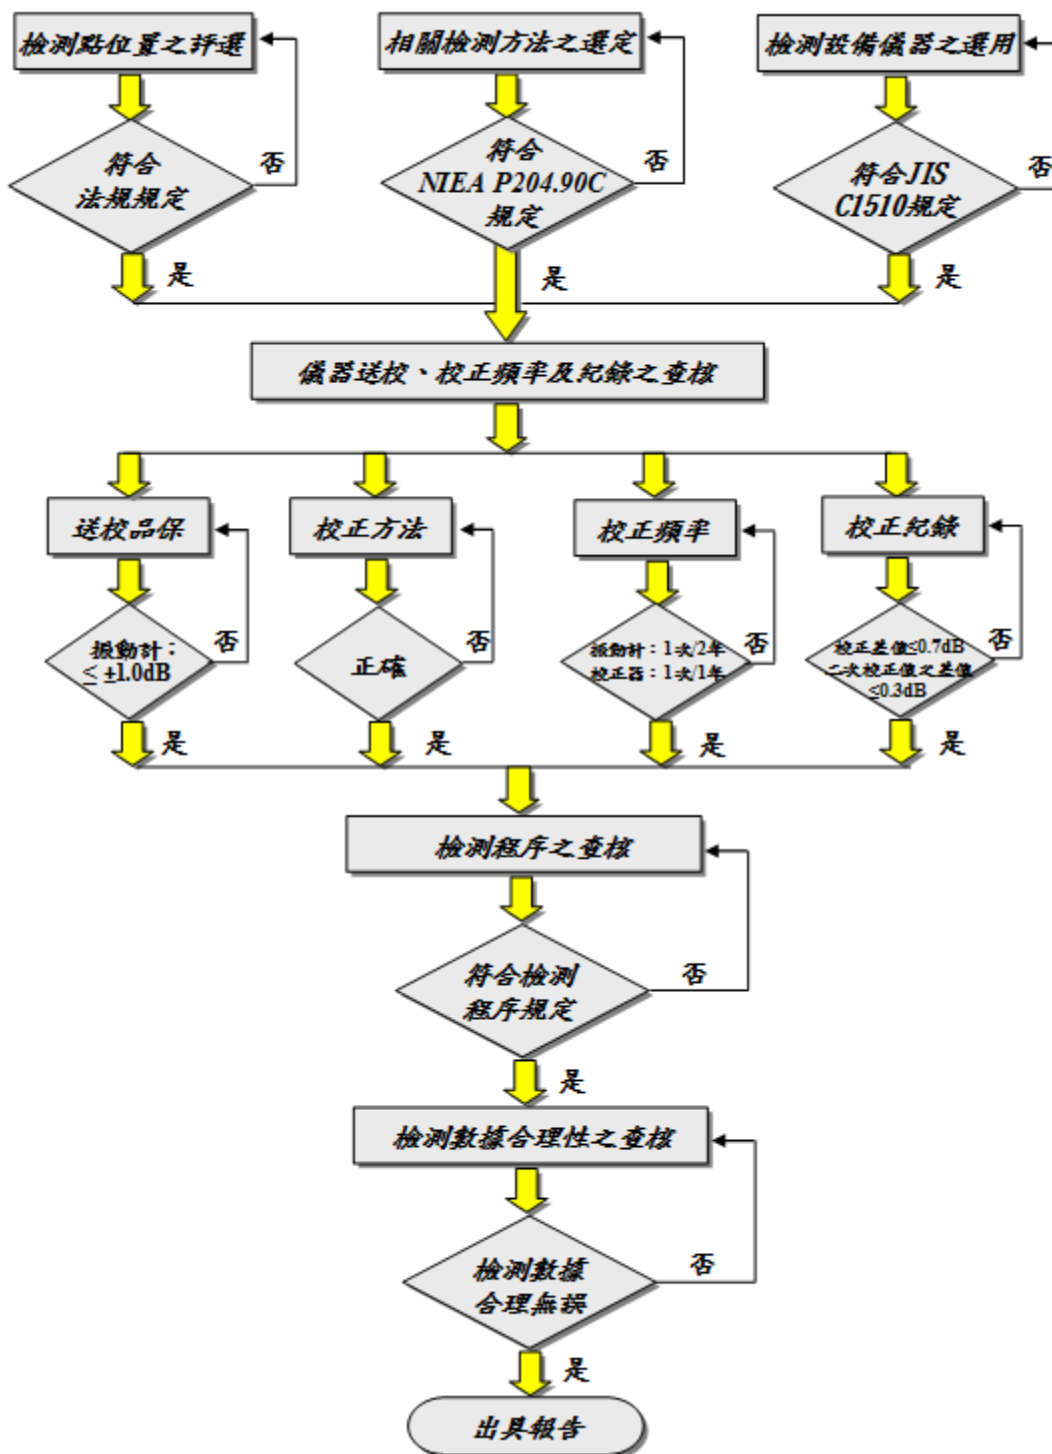 檢測點位置之評選
相關檢測方法之選定
檢測設備儀器之選用
符合
法規規定
否
符合
NIEA P204.90C
規定
否
符合JIS
C1510規定
否
是
是
是
儀器送校、校正頻率及紀錄之查核
送校品保
校正方法
校正頻率
校正紀錄
振動計：
≤ ±1.0dB
否
正確
否
振動計：1次/2年
校正器：1次/1年
否
校正差值≤0.7dB
二次校正值之差值
≤0.3dB
否
是
是
是
是
檢測程序之查核
符合檢測
程序規定
否
是
檢測數據合理性之查核
檢測數據
合理無誤
否
是
出具報告